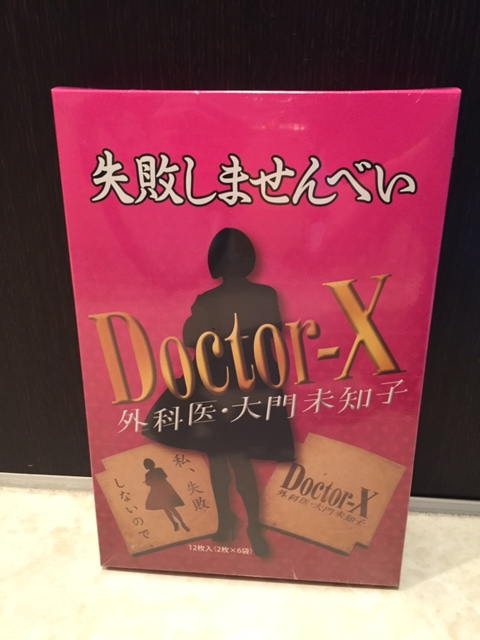 失敗しませんべい
Doctor-X
外科医・大門未知子
私、失敗
しないので
Doctor-X
外科医・大門未知子
12枚入(2枚×6袋)